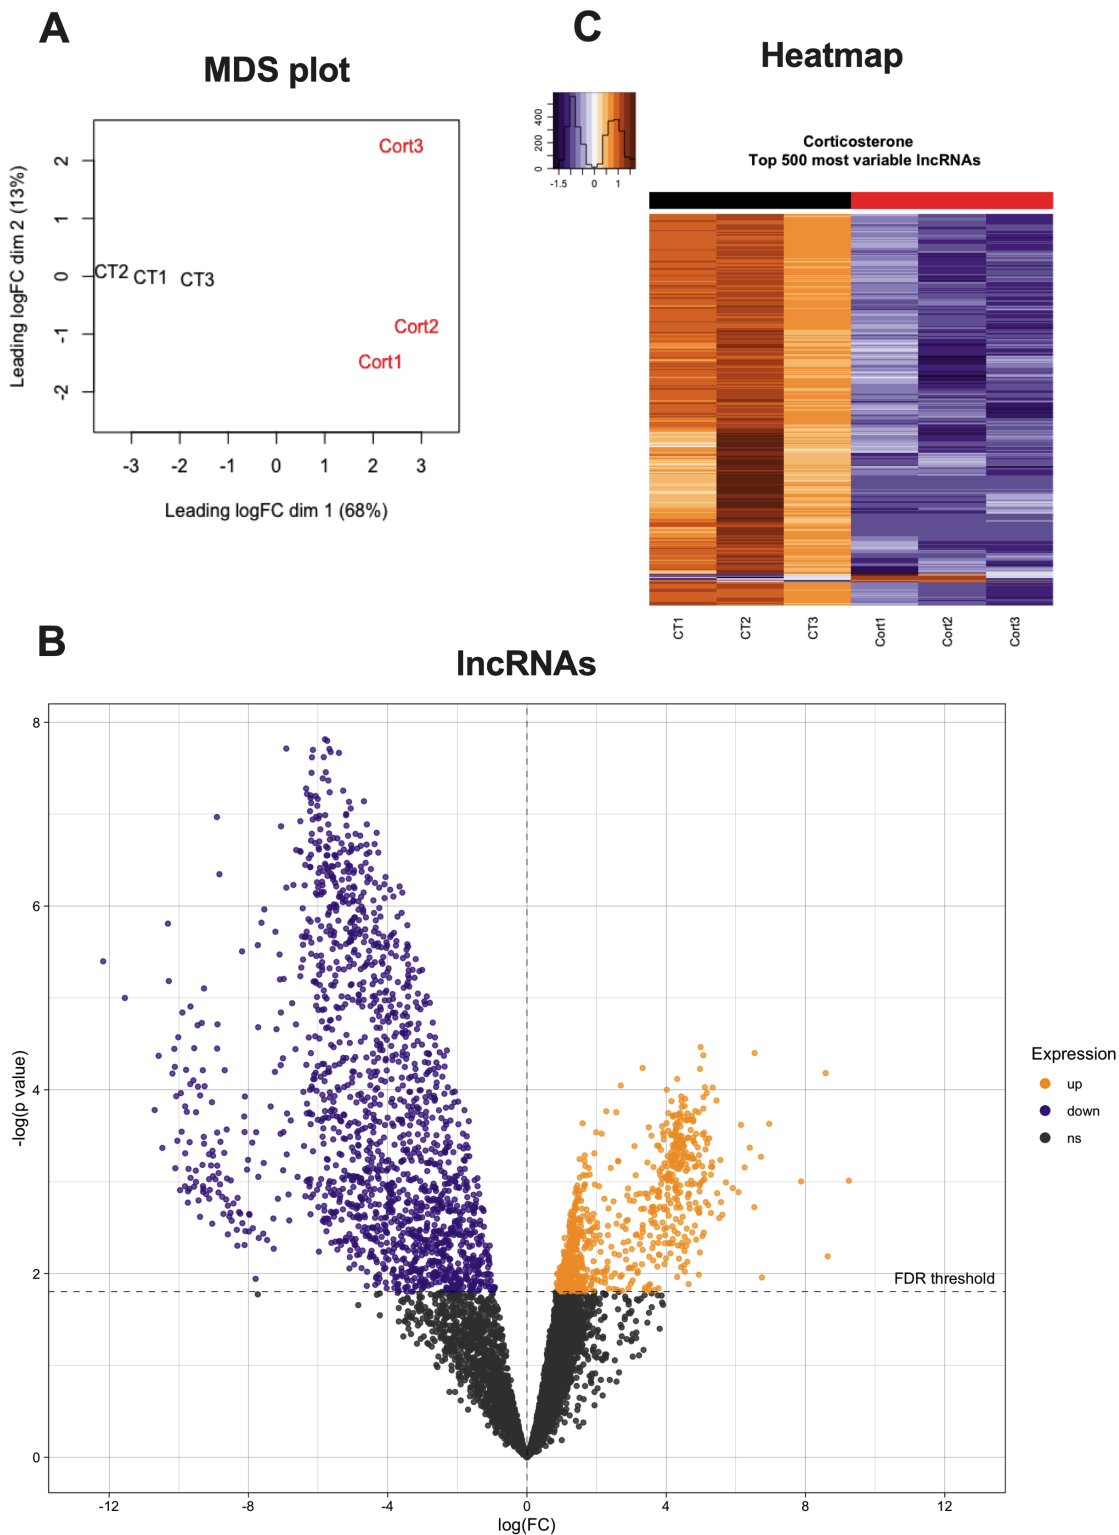 A
MDS plot
Leading logFC dim 2 (13%)
2
1
0
-1
-2
Cort3
CT2
CT1
CT3
Cort2
Cort1
-3
-2
-1
0
1
2
3
Leading logFC dim 1 (68%)
C
Heatmap
400
200
0
-1.5
0
1
Corticosterone
Top 500 most variable lncRNAs
CT1
CT2
CT3
Cort1
Cort2
Cort3
B
lncRNAs
-log(p value)
8
6
4
2
0
FDR threshold
-12
-8
-4
0
4
8
12
log(FC)
Expression
up
down
ns